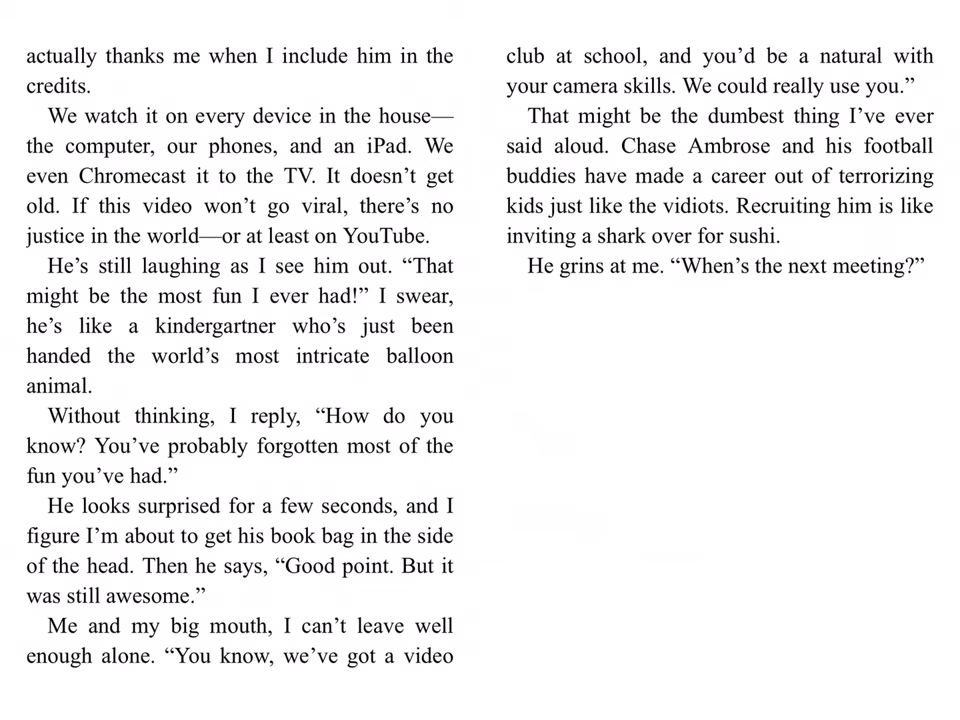 actually thanks me when I include him in the
credits.
We watch it on every device in the house—
the computer, our phones, and an iPad. We
even Chromecast it to the TV. It doesn’t get
old. If this video won’t go viral, there’s no
justice in the world—or at least on YouTube.
He’s still laughing as I see him out. “That
might be the most fun I ever had!” I swear,
he’s like a kindergartner who’s just been
handed the world’s most intricate balloon
animal.
Without thinking, I reply, “How do you
know? You’ve probably forgotten most of the
fun you’ve had.”
He looks surprised for a few seconds, and I
figure I’m about to get his book bag in the side
of the head. Then he says, “Good point. But it
was still awesome.”
Me and my big mouth, I can’t leave well
enough alone. “You know, we’ve got a video
club at school, and you’d be a natural with
your camera skills. We could really use you.”
That might be the dumbest thing I’ve ever
said aloud. Chase Ambrose and his football
buddies have made a career out of terrorizing
kids just like the vidiots. Recruiting him is like
inviting a shark over for sushi.
He grins at me. “When’s the next meeting?”